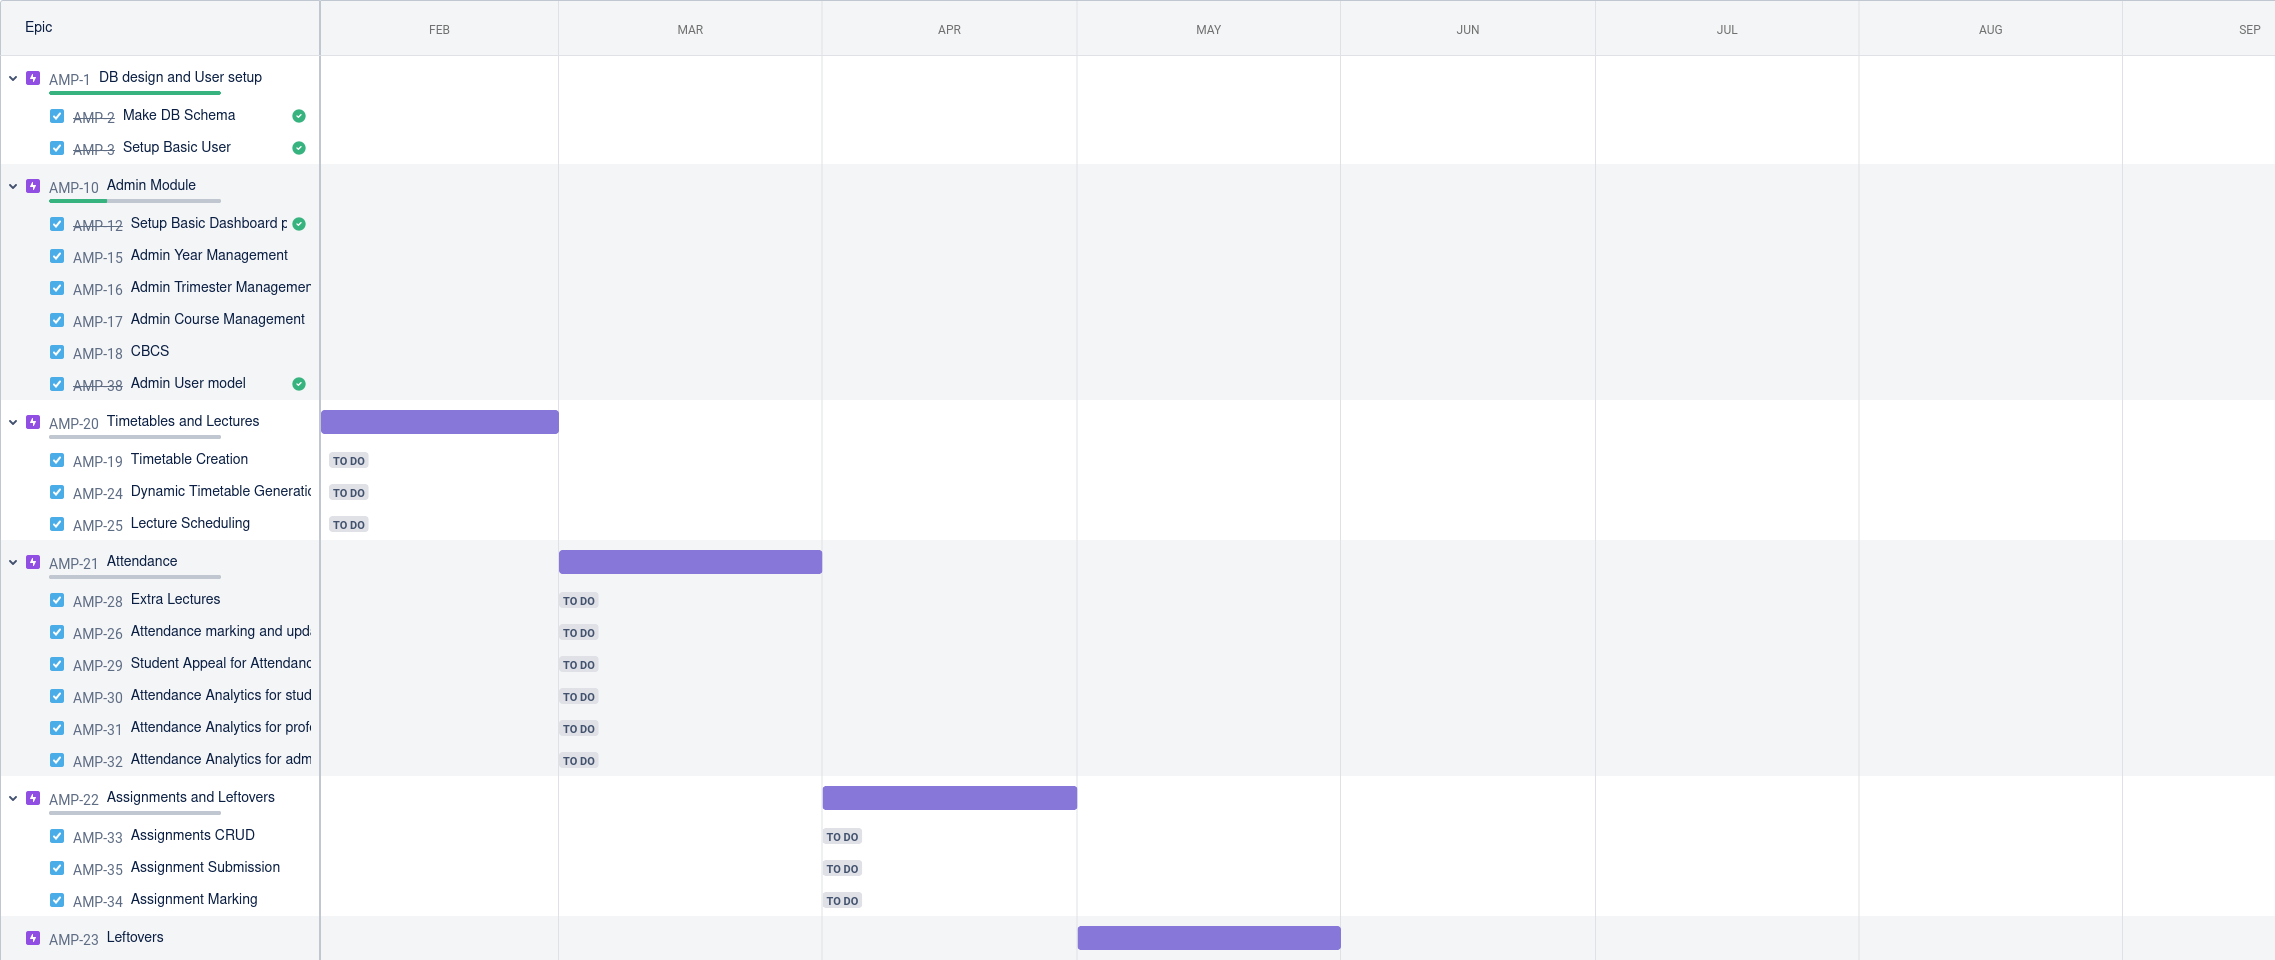 Epic FEB MAR APR MAY JUN JUL AUG SEP
AMP-1 DB design and User setup
AMP-2 Make DB Schema
AMP-3 Setup Basic User
AMP-10 Admin Module
AMP-12 Setup Basic Dashboard p
AMP-15 Admin Year Management
AMP-16 Admin Trimester Managemen
AMP-17 Admin Course Management
AMP-18 CBCS
AMP-38 Admin User model
AMP-20 Timetables and Lectures
AMP-19 Timetable Creation TO DO
AMP-24 Dynamic Timetable Generatio TO DO
AMP-25 Lecture Scheduling TO DO
AMP-21 Attendance
AMP-28 Extra Lectures TO DO
AMP-26 Attendance marking and upda TO DO
AMP-29 Student Appeal for Attendanc TO DO
AMP-30 Attendance Analytics for stud TO DO
AMP-31 Attendance Analytics for prof TO DO
AMP-32 Attendance Analytics for adm TO DO
AMP-22 Assignments and Leftovers
AMP-33 Assignments CRUD TO DO
AMP-35 Assignment Submission TO DO
AMP-34 Assignment Marking TO DO
AMP-23 Leftovers